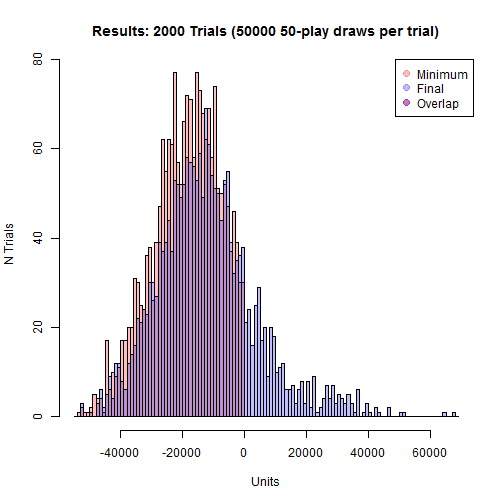 Results: 2000 Trials (50000 50-play draws per trial)
Minimum
Final
Overlap
N Trials
80
60
40
20
0
-40000 -20000 0 20000 40000 60000
Units